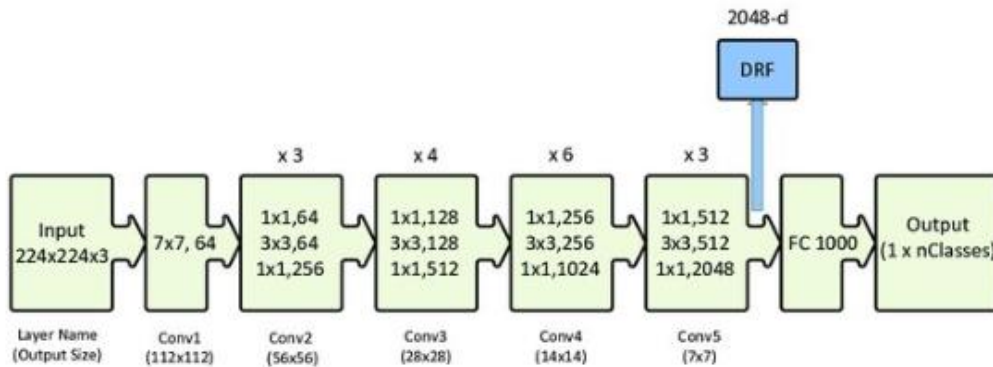 2048-d
DRF
x 3
x 4
x 6
x 3
Input
224x224x3
7x7, 64
1x1,64
3x3,64
1x1,256
1x1,128
3x3,128
1x1,512
1x1,256
3x3,256
1x1,1024
1x1,512
3x3,512
1x1,2048
FC 1000
Output
(1 x nClasses)
Layer Name
(Output Size)
Conv1
(112x112)
Conv2
(56x56)
Conv3
(28x28)
Conv4
(14x14)
Conv5
(7x7)